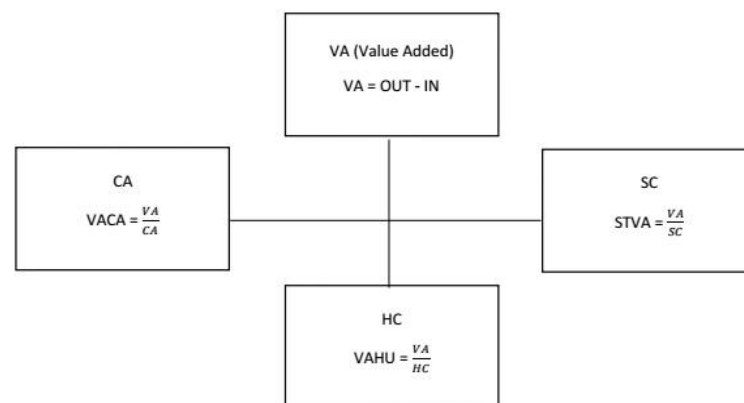 VA (Value Added)
VA = OUT - IN
CA
VACA = VA/CA
SC
STVA = VA/SC
HC
VAHU = VA/HC